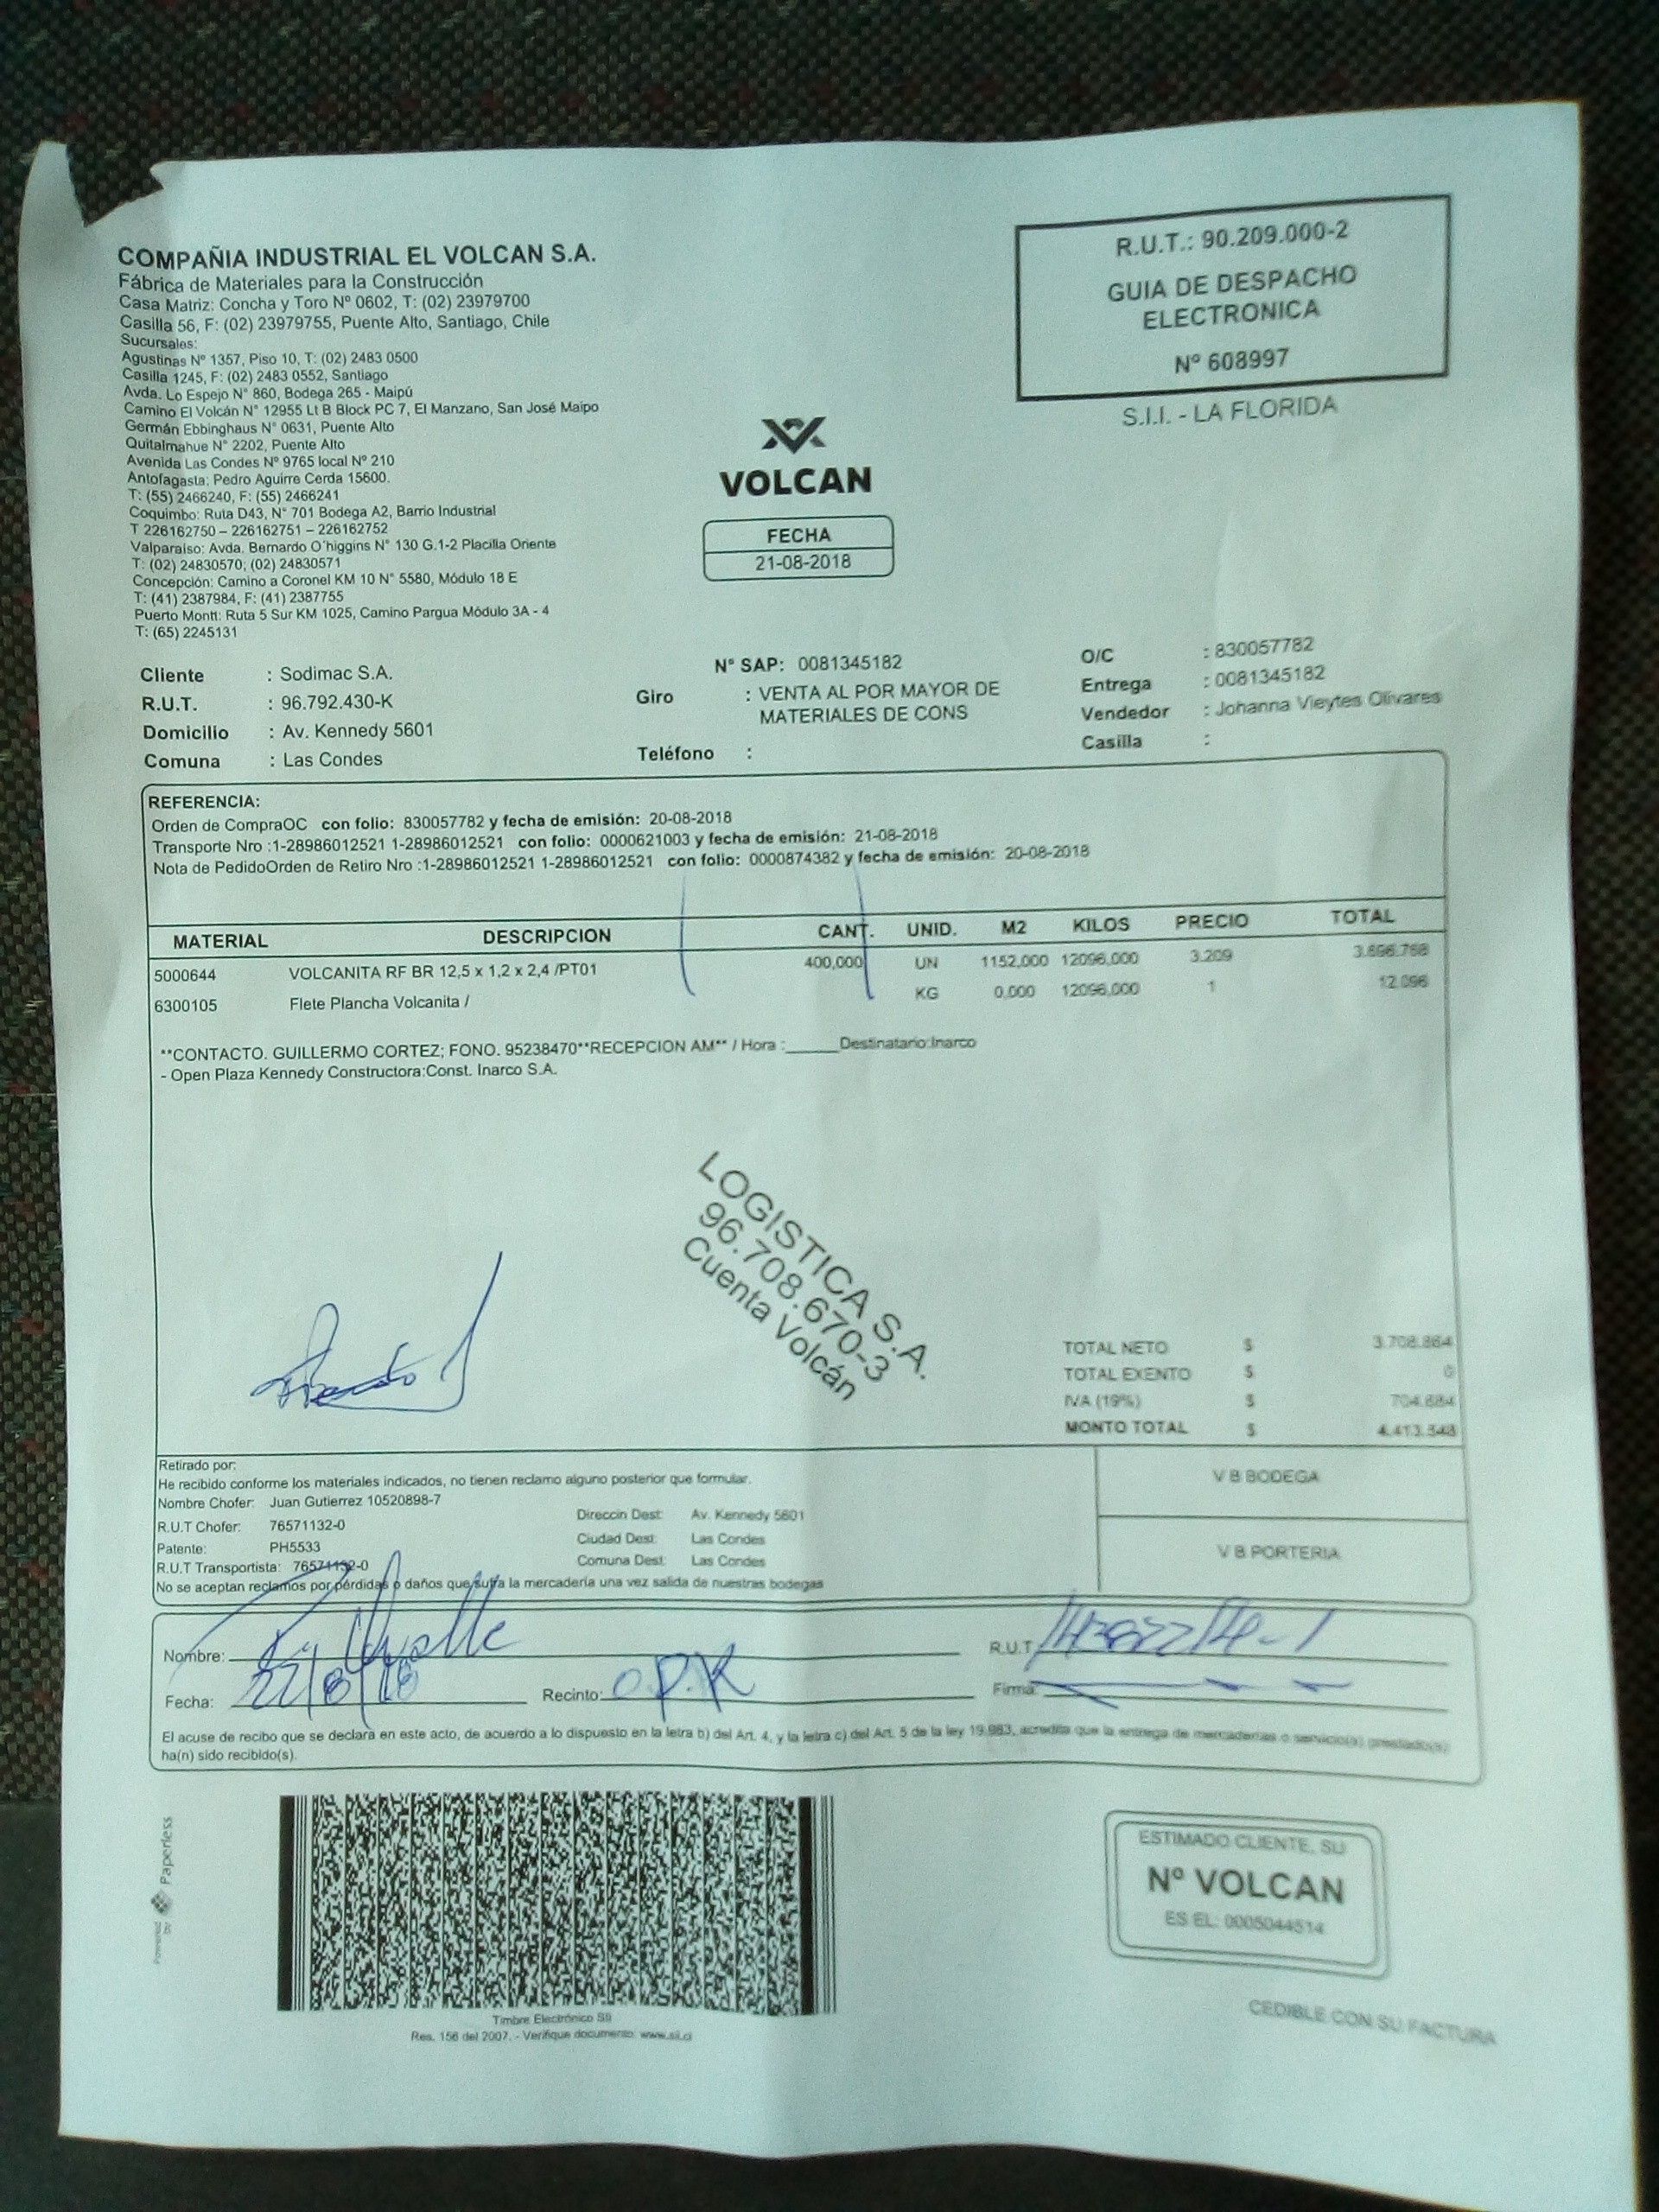 COMPAÑIA INDUSTRIAL EL VOLCAN S.A.
Fábrica de Materiales para la Construcción
Casa Matriz: Concha y Toro Nº 0602, T: (02) 23979700
Casilla 56, F: (02) 23979755, Puente Alto, Santiago, Chile
Sucursales:
Agustinas Nº 1357, Piso 10, T: (02) 2483 0500
Casilla 1245, F: (02) 2483 0552, Santiago
Avda. Lo Espejo N° 860, Bodega 265 - Maipú
Camino El Volcán N° 12955 Lt B Block PC 7, El Manzano, San José Maipo
Germán Ebbinghaus N° 0631, Puente Alto
Quitalmahue N° 2202, Puente Alto
Avenida Las Condes Nº 9765 local Nº 210
Antofagasta: Pedro Aguirre Cerda 15600.
T: (55) 2466240, F: (55) 2466241
Coquimbo: Ruta D43, N° 701 Bodega A2, Barrio Industrial
T 226162750 – 226162751 – 226162752
Valparaiso: Avda. Bernardo O'higgins N° 130 G.1-2 Placilla Oriente
T: (02) 24830570; (02) 24830571
Concepción: Camino a Coronel KM 10 N° 5580, Módulo 18 E
T: (41) 2387984, F: (41) 2387755
Puerto Montt: Ruta 5 Sur KM 1025, Camino Pargua Módulo 3A - 4
T: (65) 2245131
R.U.T.: 90.209.000-2
GUIA DE DESPACHO
ELECTRONICA
Nº 608997
S.I.I. - LA FLORIDA
VOLCAN
FECHA
21-08-2018
Cliente : Sodimac S.A.
R.U.T. : 96.792.430-K
Domicilio : Av. Kennedy 5601
Comuna : Las Condes
N° SAP: 0081345182
Giro : VENTA AL POR MAYOR DE
MATERIALES DE CONS
Teléfono :
O/C : 830057782
Entrega : 0081345182
Vendedor : Johanna Vieytes Olivares
Casilla :
REFERENCIA:
Orden de CompraOC con folio: 830057782 y fecha de emisión: 20-08-2018
Transporte Nro :1-28986012521 1-28986012521 con folio: 0000621003 y fecha de emisión: 21-08-2018
Nota de PedidoOrden de Retiro Nro :1-28986012521 1-28986012521 con folio: 0000874382 y fecha de emisión: 20-08-2018
MATERIAL DESCRIPCION CANT. UNID. M2 KILOS PRECIO TOTAL
5000644 VOLCANITA RF BR 12,5 x 1,2 x 2,4 /PT01 400,000 UN 1152,000 12096,000 3.209 3.696.768
6300105 Flete Plancha Volcanita / KG 0,000 12096,000 1 12.096
**CONTACTO. GUILLERMO CORTEZ; FONO. 95238470**RECEPCION AM** / Hora :______Destinatario:Inarco
- Open Plaza Kennedy Constructora:Const. Inarco S.A.
LOGISTICA S.A.
96.708.670-3
Cuenta Volcán
TOTAL NETO $ 3.708.864
TOTAL EXENTO $ 0
IVA (19%) $ 704.684
MONTO TOTAL $ 4.413.548
Retirado por:
He recibido conforme los materiales indicados, no tienen reclamo alguno posterior que formular.
Nombre Chofer: Juan Gutierrez 10520898-7
R.U.T Chofer: 76571132-0
Patente: PH5533
R.U.T Transportista: 76571132-0
Direccin Dest: Av. Kennedy 5601
Ciudad Dest: Las Condes
Comuna Dest: Las Condes
No se aceptan reclamos por pérdidas o daños que sufra la mercadería una vez salida de nuestras bodegas
V B BODEGA
V B PORTERIA
Nombre:
R.U.T
Fecha: 22/8/18 Recinto: O.P.K
Firma:
El acuse de recibo que se declara en este acto, de acuerdo a lo dispuesto en la letra b) del Art. 4, y la letra c) del Art. 5 de la ley 19.983, acredita que la entrega de mercaderias o servicio(s) prestado(s)
ha(n) sido recibido(s).
Powered by Paperless
Timbre Electrónico SII
Res. 156 del 2007. - Verifique documento: www.sii.cl
ESTIMADO CLIENTE, SU
Nº VOLCAN
ES EL: 0005044514
CEDIBLE CON SU FACTURA